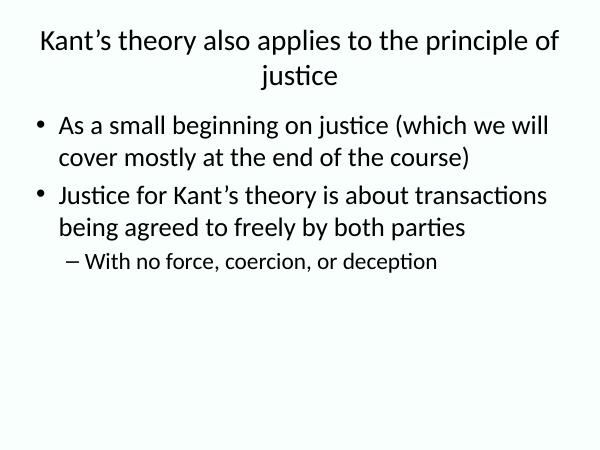 Kant’s theory also applies to the principle of
justice
• As a small beginning on justice (which we will
cover mostly at the end of the course)
• Justice for Kant’s theory is about transactions
being agreed to freely by both parties
– With no force, coercion, or deception